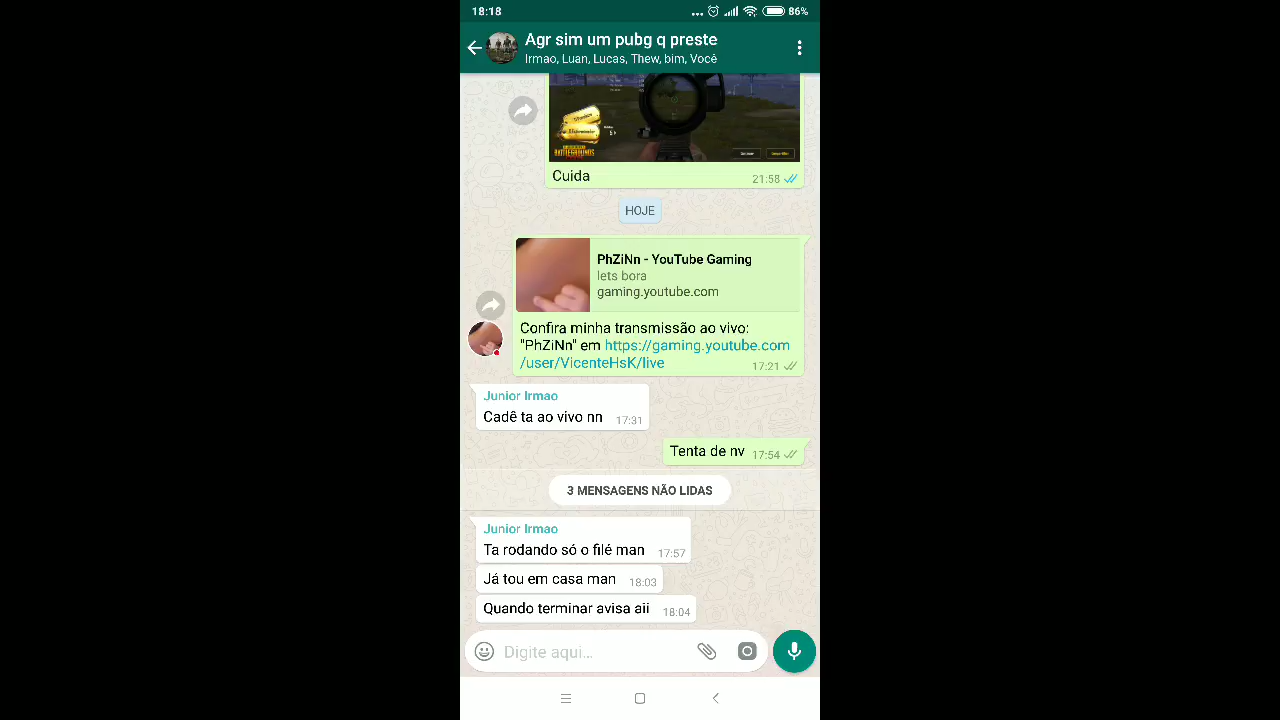 18:18
86%
Agr sim um pubg q preste
Irmao, Luan, Lucas, Thew, bim, Você
BATTLEGROUNDS
Cuida
21:58
HOJE
PhZiNn - YouTube Gaming
lets bora
gaming.youtube.com
Confira minha transmissão ao vivo:
"PhZiNn" em https://gaming.youtube.com
/user/VicenteHsK/live
17:21
Junior Irmao
Cadê ta ao vivo nn 17:31
Tenta de nv 17:54
3 MENSAGENS NÃO LIDAS
Junior Irmao
Ta rodando só o filé man 17:57
Já tou em casa man 18:03
Quando terminar avisa aii 18:04
Digite aqui...